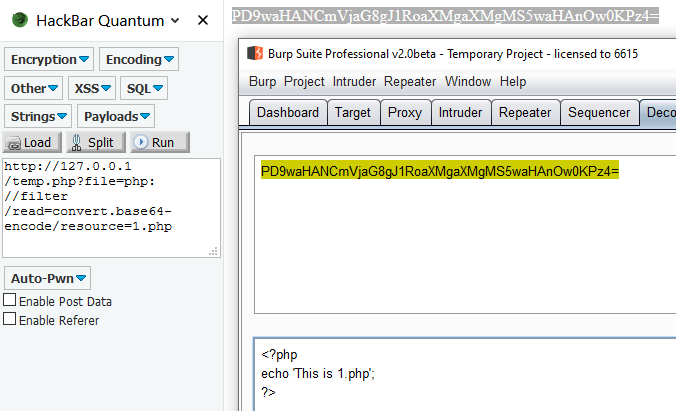 HackBar Quantum
Encryption Encoding
Other XSS SQL
Strings Payloads
Load Split Run
http://127.0.0.1
/temp.php?file=php:
//filter
/read=convert.base64-
encode/resource=1.php
Auto-Pwn
Enable Post Data
Enable Referer
PD9waHANCmVjaG8gJ1RoaXMgaXMgMS5waHAnOw0KPz4=
Burp Suite Professional v2.0beta - Temporary Project - licensed to 6615
Burp Project Intruder Repeater Window Help
Dashboard Target Proxy Intruder Repeater Sequencer Deco
PD9waHANCmVjaG8gJ1RoaXMgaXMgMS5waHAnOw0KPz4=
<?php
echo 'This is 1.php';
?>